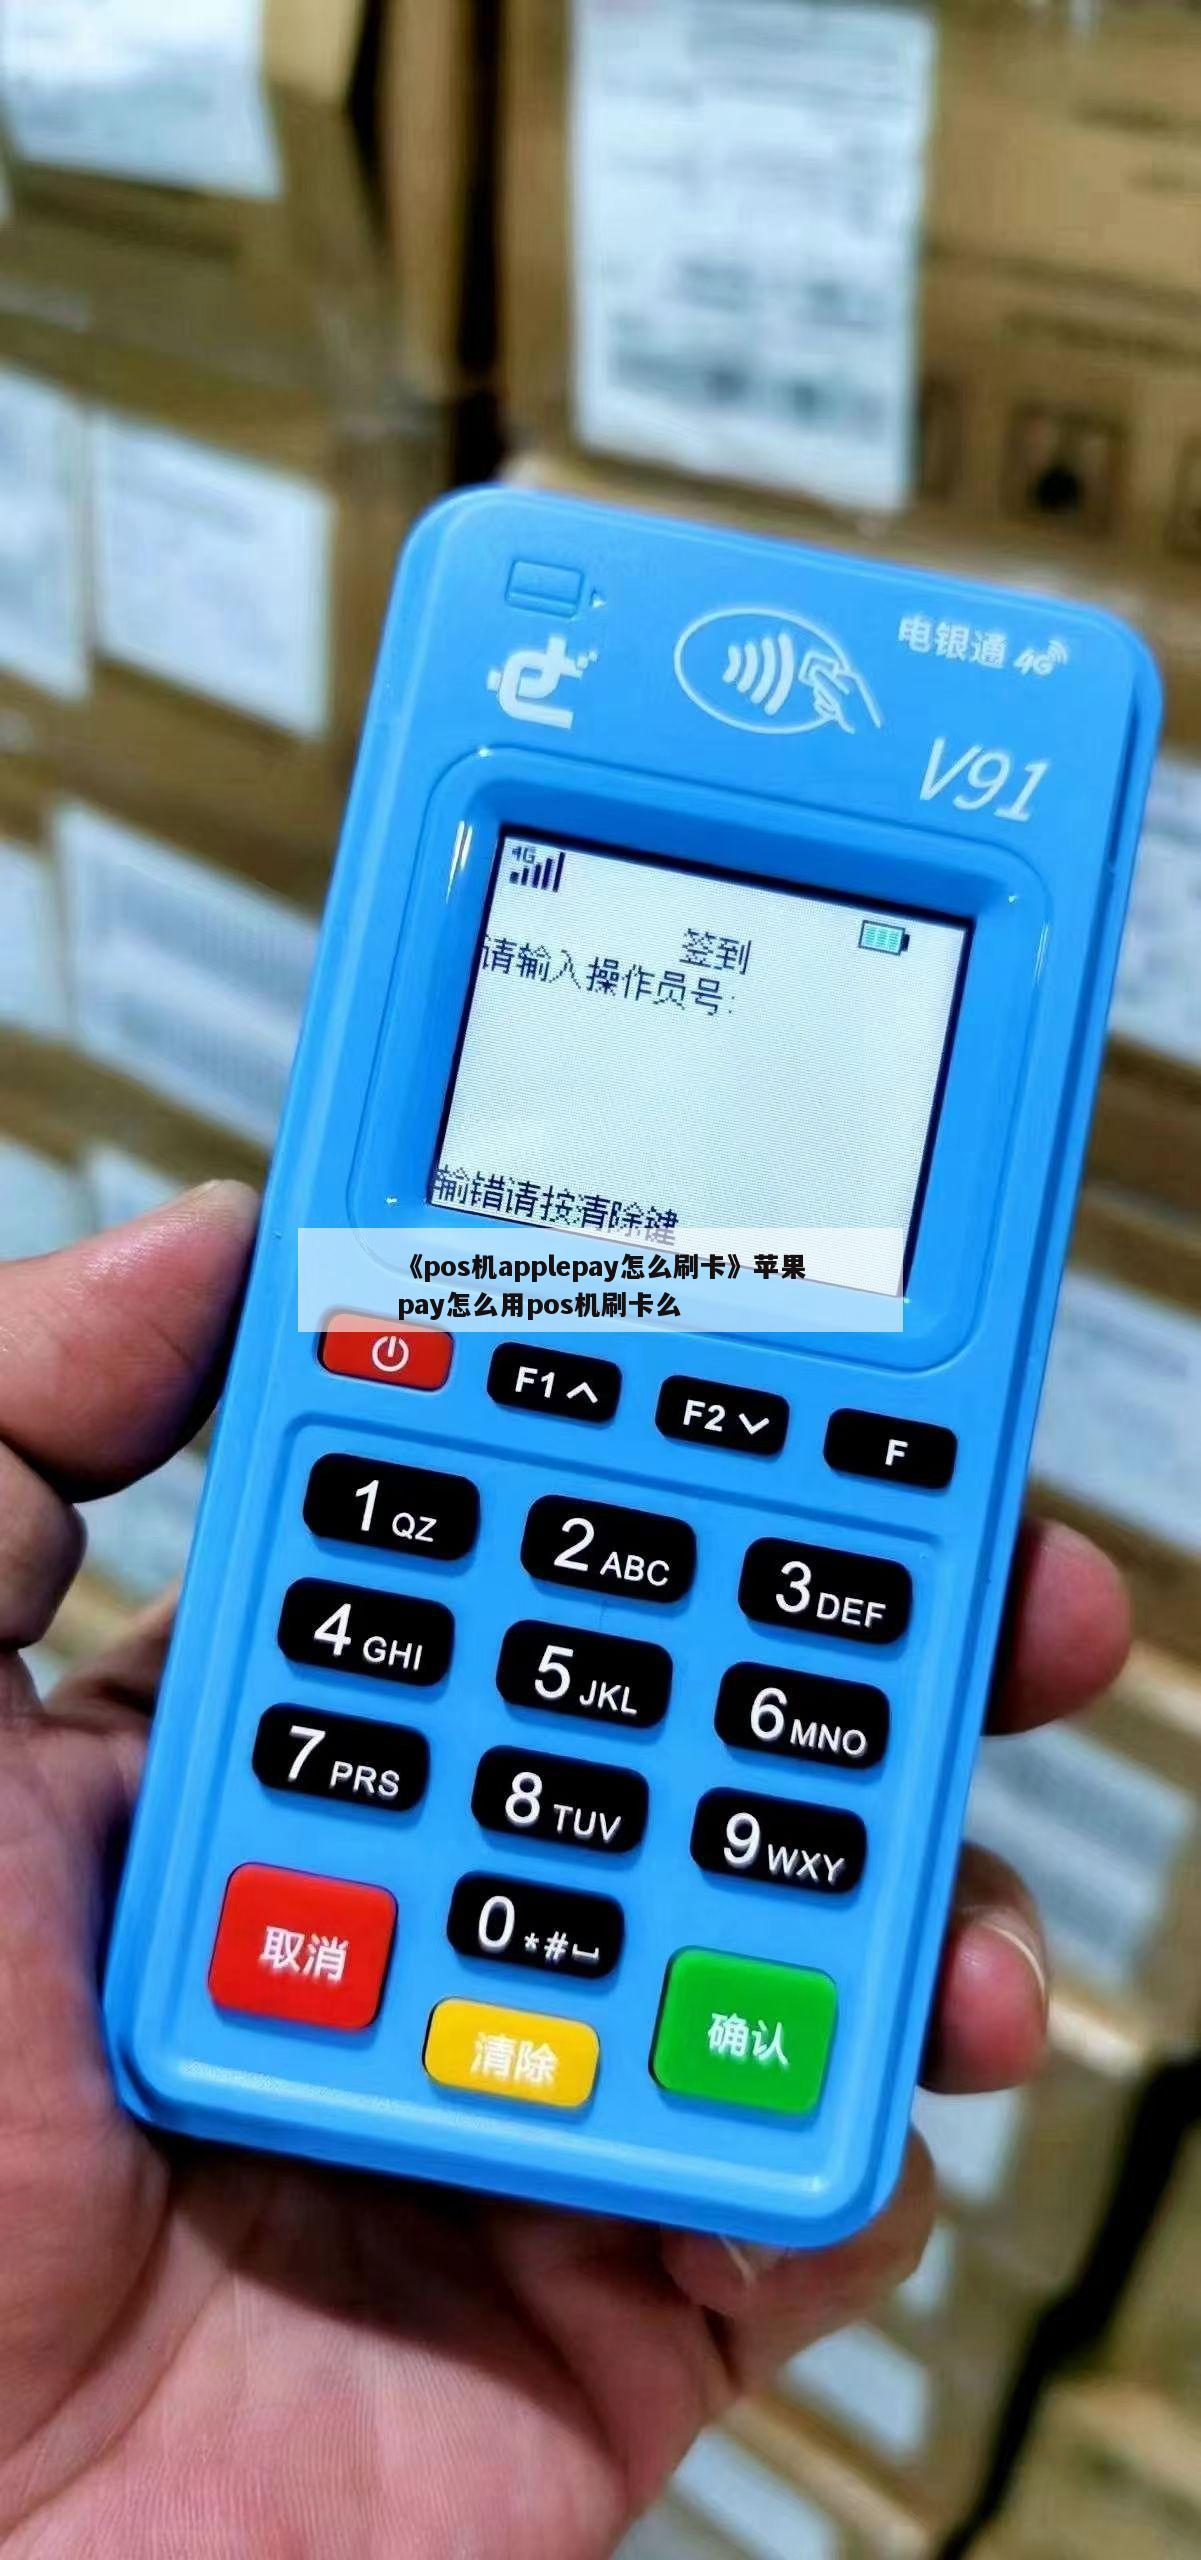 电银通 4G
V91
4G
签到
请输入操作员号:
输错请按清除键
《pos机applepay怎么刷卡》苹果
pay怎么用pos机刷卡么
F1
F2
F
1 QZ
2 ABC
3 DEF
4 GHI
5 JKL
6 MNO
7 PRS
8 TUV
9 WXY
取消
0 *#
清除
确认